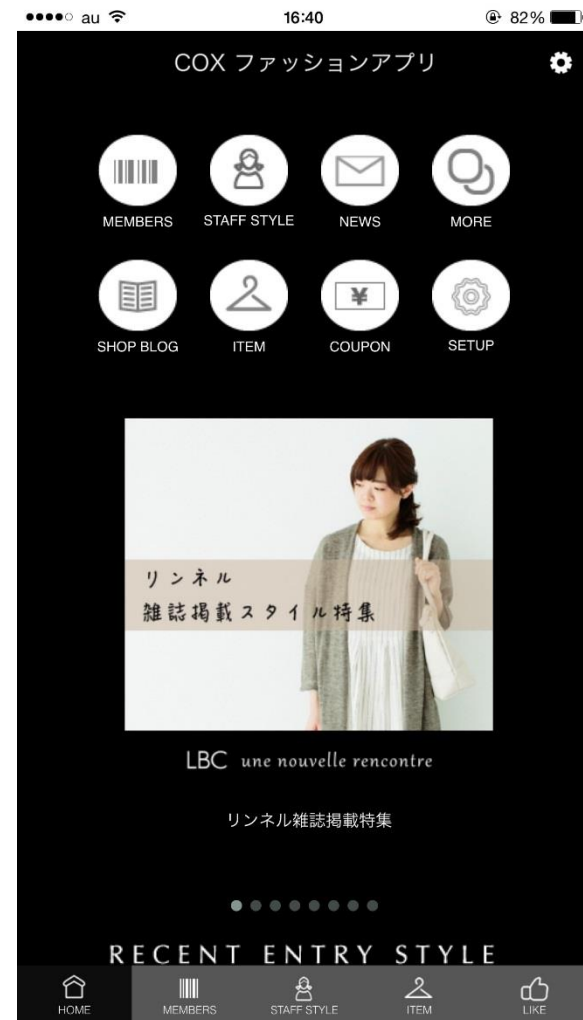 au 16:40 82%
COX ファッションアプリ
MEMBERS STAFF STYLE NEWS MORE
¥
SHOP BLOG ITEM COUPON SETUP
リンネル
雑誌掲載スタイル特集
LBC une nouvelle rencontre
リンネル雑誌掲載特集
RECENT ENTRY STYLE
HOME MEMBERS STAFF STYLE ITEM LIKE